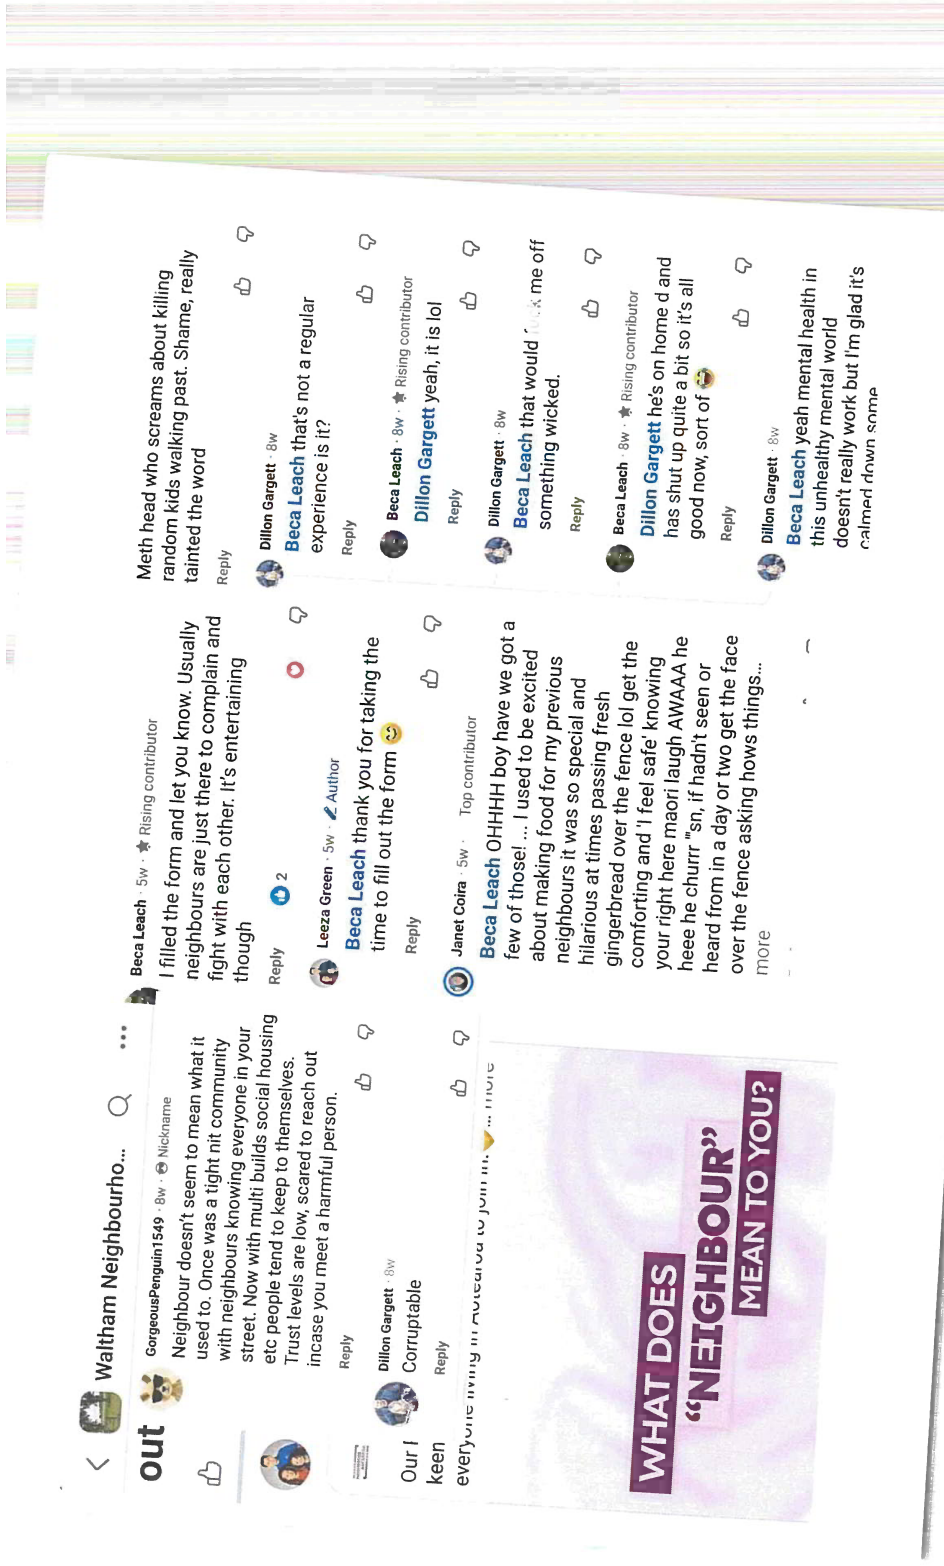 Waltham Neighbourho...
out
GorgeousPenguin1549 · 8w · Nickname
Neighbour doesn't seem to mean what it
used to. Once was a tight nit community
with neighbours knowing everyone in your
street. Now with multi builds social housing
etc people tend to keep to themselves.
Trust levels are low, scared to reach out
incase you meet a harmful person.
Reply
Dillon Gargett · 8w
Corruptable
Reply
Our
keen
everyone living in Aotearoa to join in. ... more
WHAT DOES
“NEIGHBOUR”
MEAN TO YOU?
Beca Leach · 5w · Rising contributor
I filled the form and let you know. Usually
neighbours are just there to complain and
fight with each other. It's entertaining
though
Reply
2
Leeza Green · 5w · Author
Beca Leach thank you for taking the
time to fill out the form 😊
Reply
Janet Coira · 5w · Top contributor
Beca Leach OHHHH boy have we got a
few of those! ... I used to be excited
about making food for my previous
neighbours it was so special and
hilarious at times passing fresh
gingerbread over the fence lol get the
comforting and 'I feel safe' knowing
your right here maori laugh AWAAA he
heee he churrr '"sn, if hadn't seen or
heard from in a day or two get the face
over the fence asking hows things...
more
Meth head who screams about killing
random kids walking past. Shame, really
tainted the word
Reply
Dillon Gargett · 8w
Beca Leach that's not a regular
experience is it?
Reply
Beca Leach · 8w · Rising contributor
Dillon Gargett yeah, it is lol
Reply
Dillon Gargett · 8w
Beca Leach that would fuck me off
something wicked.
Reply
Beca Leach · 8w · Rising contributor
Dillon Gargett he's on home d and
has shut up quite a bit so it's all
good now, sort of 😂
Reply
Dillon Gargett · 8w
Beca Leach yeah mental health in
this unhealthy mental world
doesn't really work but I'm glad it's
calmed down some